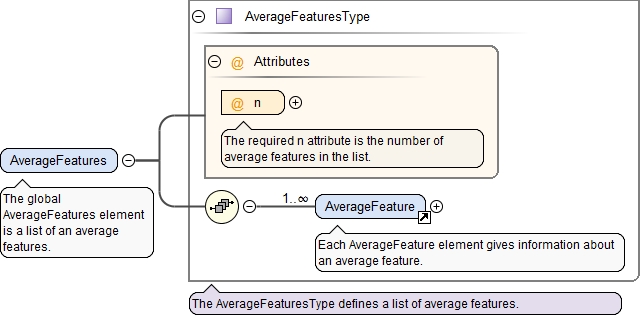 AverageFeaturesType
@ Attributes
@ n
The required n attribute is the number of
average features in the list.
AverageFeatures
The global
AverageFeatures element
is a list of an average
features.
1..∞
AverageFeature
Each AverageFeature element gives information about
an average feature.
The AverageFeaturesType defines a list of average features.